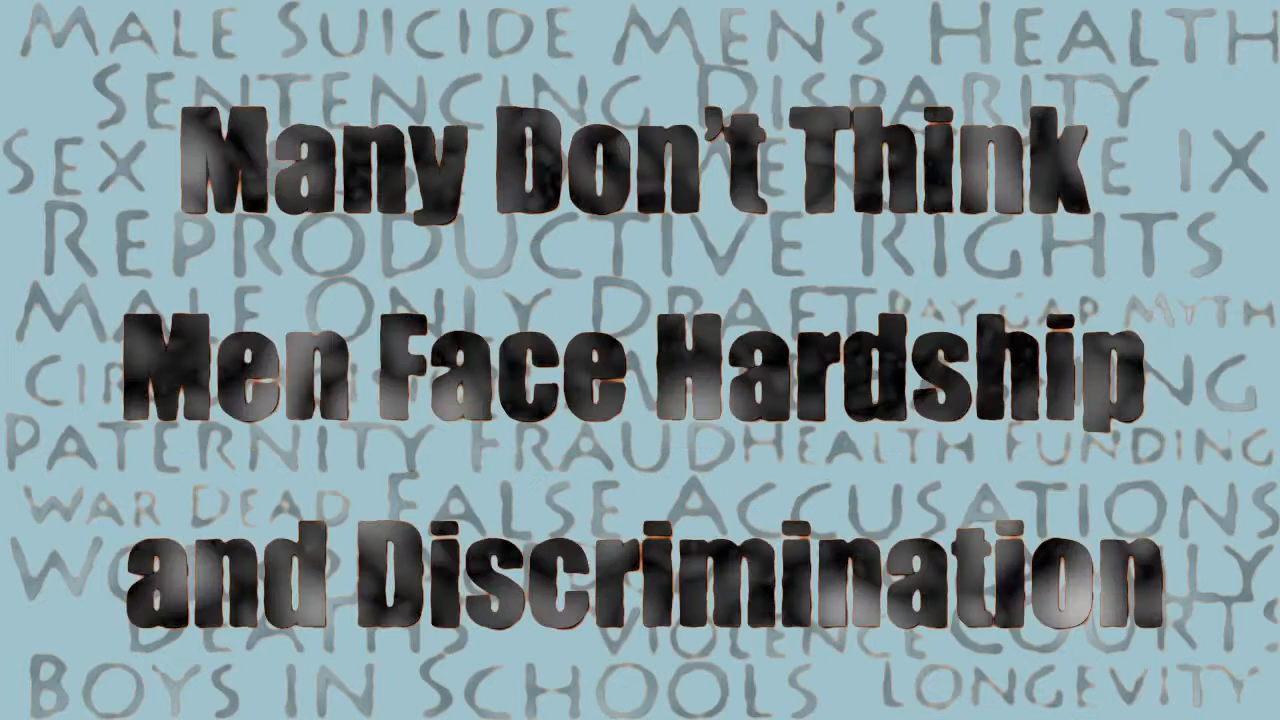 MALE SUICIDE MEN'S HEALTH
SENTENCING DISPARITY
Many Don't Think
SEX IX
REPRODUCTIVE RIGHTS
MALE ONLY DRAFT PAY GAP MYTH
Men Face Hardship
PATERNITY FRAUD HEALTH FUNDING
WAR DEAD FALSE ACCUSATIONS
and Discrimination
DEATHS VIOLENCE COURTS
BOYS IN SCHOOLS LONGEVITY